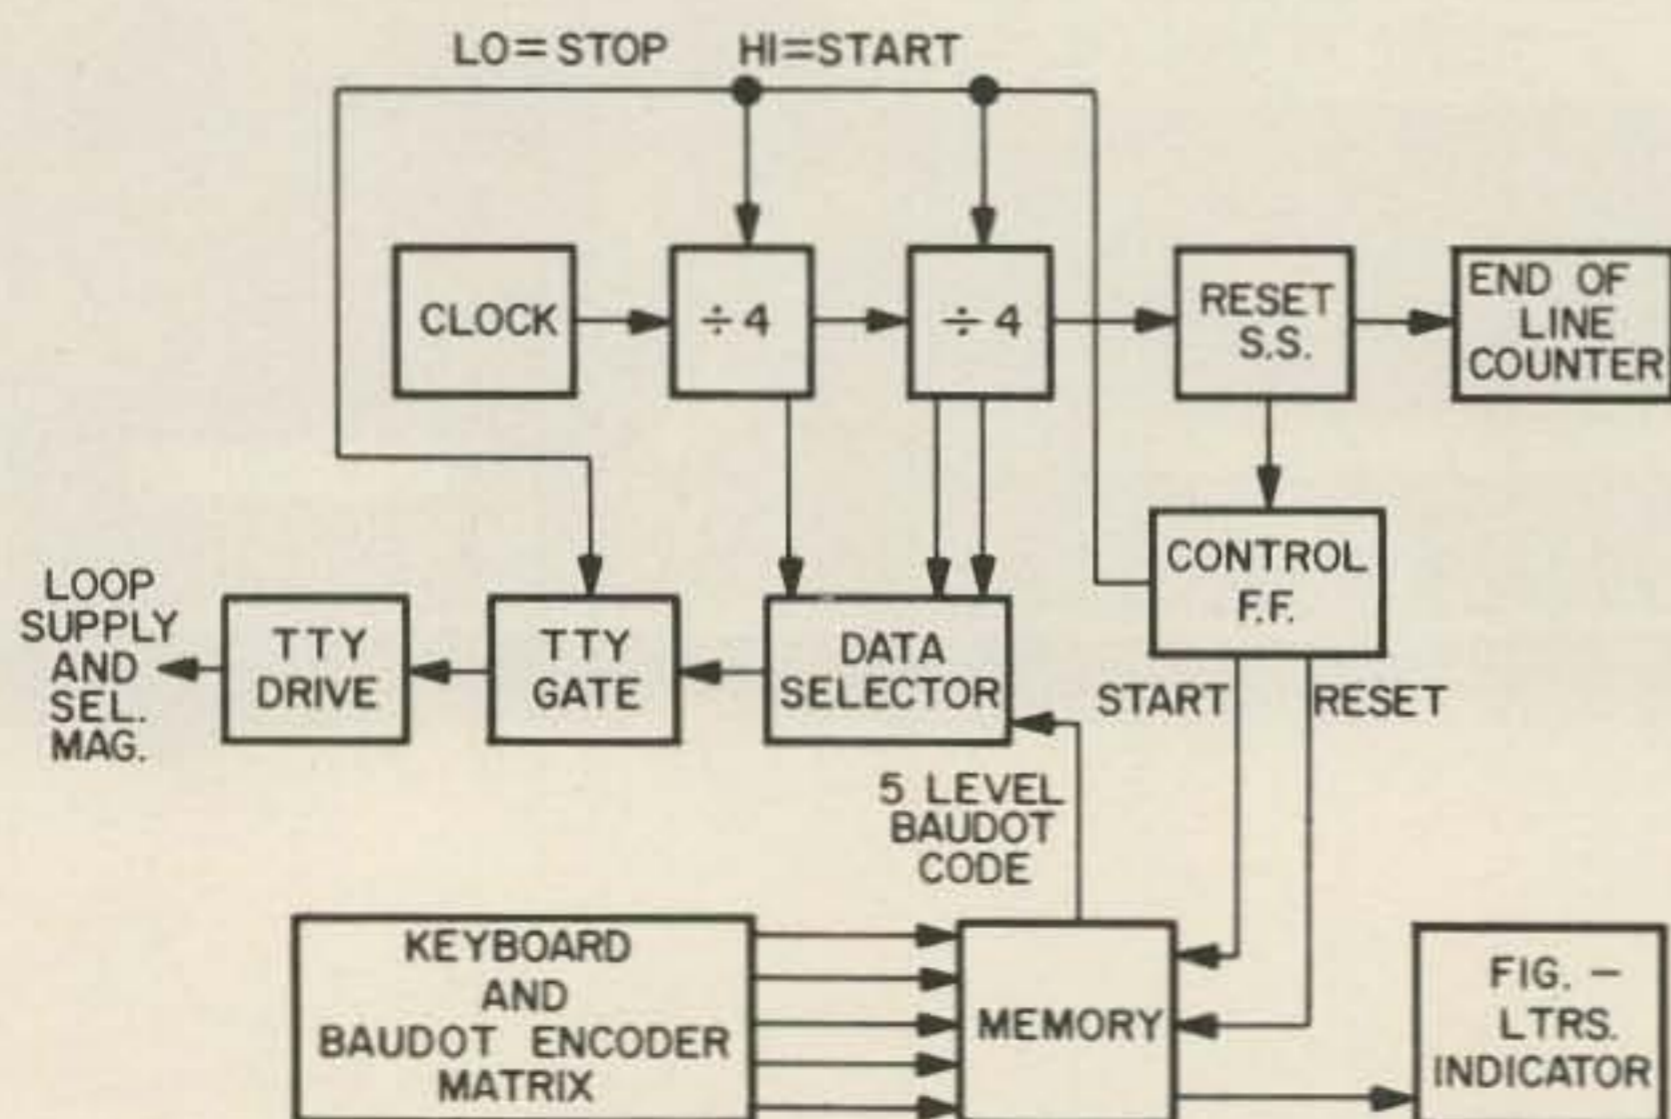 LO=STOP HI=START
CLOCK
÷4
÷4
RESET
S.S.
END OF
LINE
COUNTER
CONTROL
F.F.
LOOP
SUPPLY
AND
SEL.
MAG.
TTY
DRIVE
TTY
GATE
DATA
SELECTOR
START
RESET
5 LEVEL
BAUDOT
CODE
KEYBOARD
AND
BAUDOT ENCODER
MATRIX
MEMORY
FIG. –
LTRS.
INDICATOR